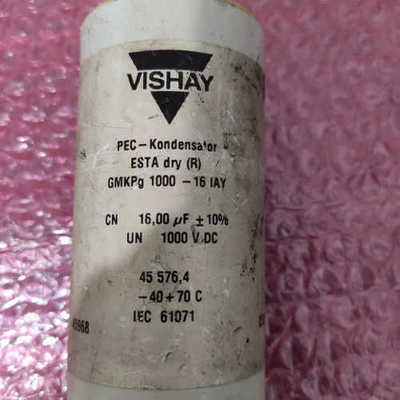 VISHAY
PEC-Kondensator
ESTA dry (R)
GMKPg 1000 -16 IAY
CN 16,00 µF ±10%
UN 1000 V DC
45 576,4
-40+70 C
IEC 61071